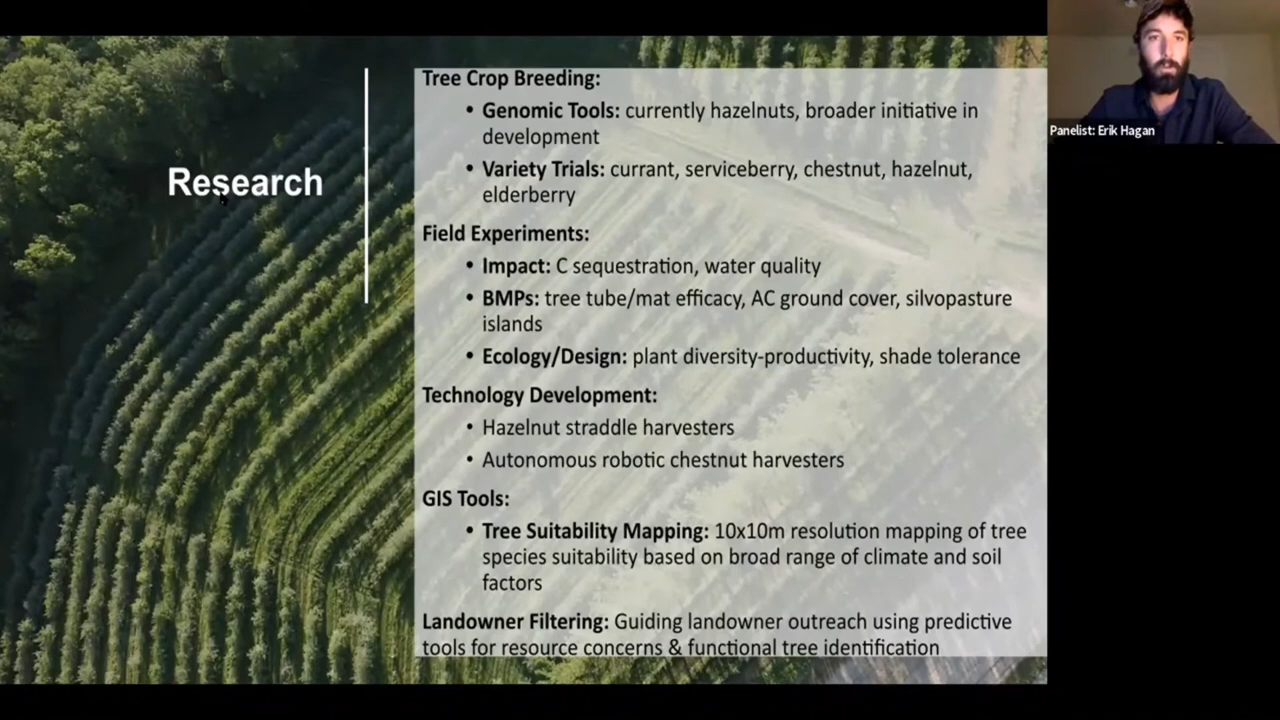 Research
Tree Crop Breeding:
• Genomic Tools: currently hazelnuts, broader initiative in
development
• Variety Trials: currant, serviceberry, chestnut, hazelnut,
elderberry
Field Experiments:
• Impact: C sequestration, water quality
• BMPs: tree tube/mat efficacy, AC ground cover, silvopasture
islands
• Ecology/Design: plant diversity-productivity, shade tolerance
Technology Development:
• Hazelnut straddle harvesters
• Autonomous robotic chestnut harvesters
GIS Tools:
• Tree Suitability Mapping: 10x10m resolution mapping of tree
species suitability based on broad range of climate and soil
factors
Landowner Filtering: Guiding landowner outreach using predictive
tools for resource concerns & functional tree identification
Panelist: Erik Hagan